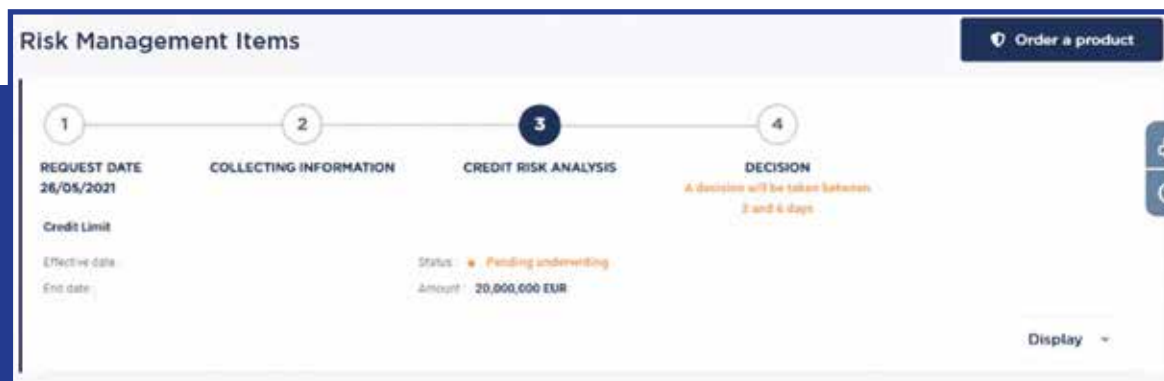 Risk Management Items
Order a product
1
2
3
4
REQUEST DATE
26/05/2021
COLLECTING INFORMATION
CREDIT RISK ANALYSIS
DECISION
A decision will be taken between
3 and 6 days
Credit Limit
Effective date :
Status : Pending underwriting
End date :
Amount : 20,000,000 EUR
Display